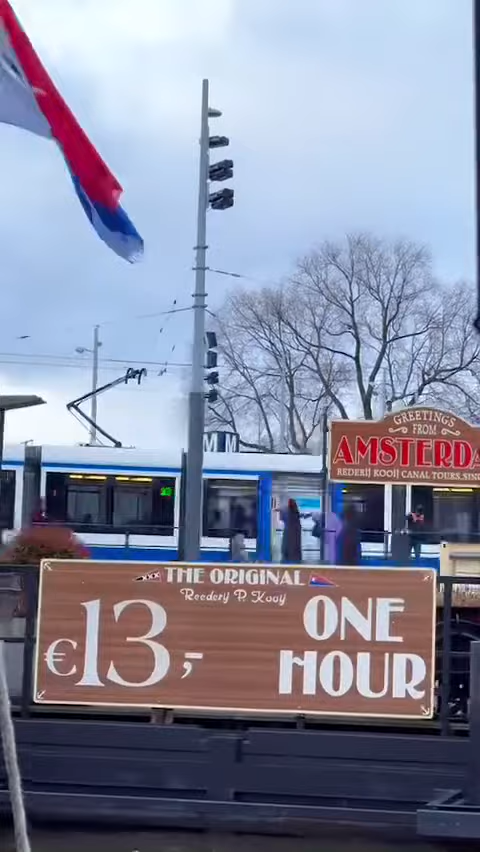 GREETINGS
FROM
AMSTERDA
REDERIJ KOOIJ CANAL TOURS SINC
THE ORIGINAL
Reederij P. Kooij
€13,-
ONE
HOUR